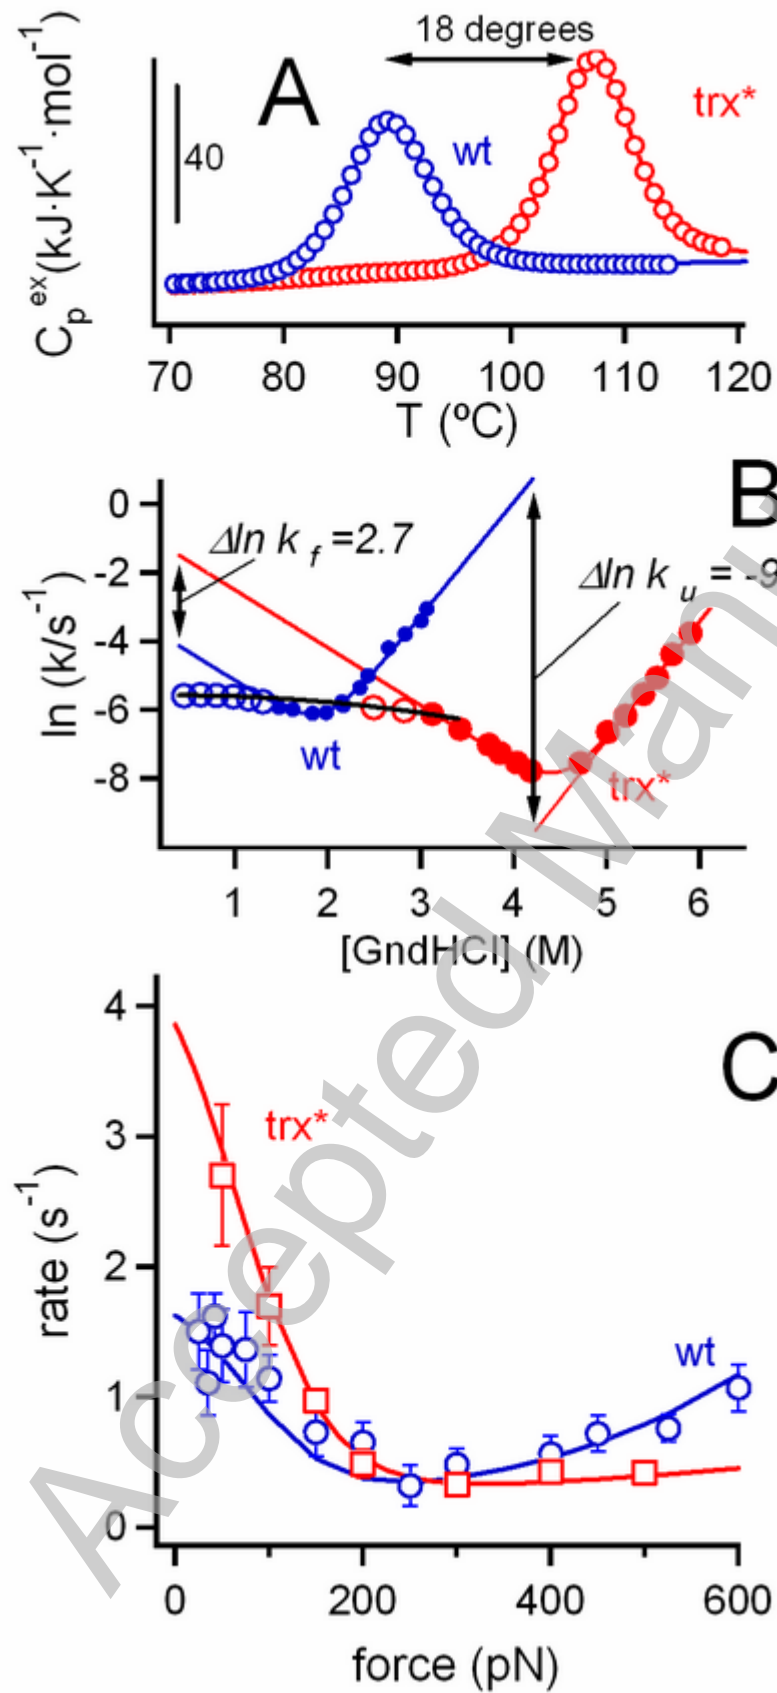 18 degrees
A
trx*
wt
40
C_p^ex(kJ·K^-1·mol^-1)
70 80 90 100 110 120
T (ºC)
B
0
-2
-4
-6
-8
Δln k_f =2.7
Δln k_u = -9
ln (k/s^-1)
wt
trx*
1 2 3 4 5 6
[GndHCl] (M)
C
4
3
2
1
0
trx*
wt
rate (s^-1)
0 200 400 600
force (pN)
Accepted Manu